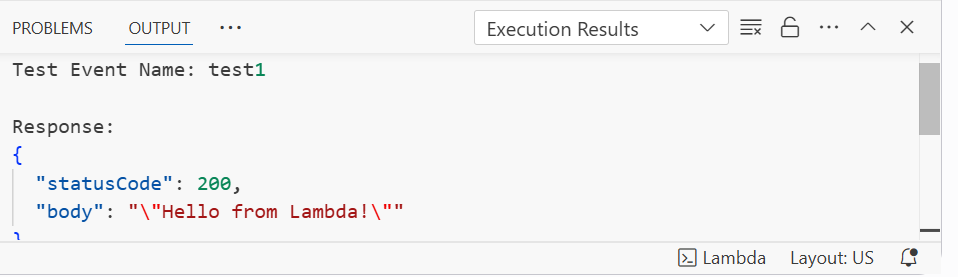 PROBLEMS OUTPUT ··· Execution Results ···
Test Event Name: test1
Response:
{
"statusCode": 200,
"body": "\"Hello from Lambda!\""
}
Lambda Layout: US